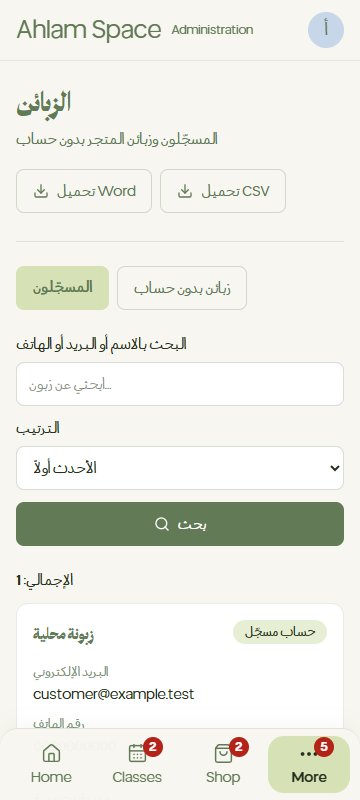 Ahlam Space Administration أ
الزبائن
المسجّلون وزبائن المتجر بدون حساب
تحميل Word
تحميل CSV
المسجّلون
زبائن بدون حساب
البحث بالاسم أو البريد أو الهاتف
ابحثي عن زبون...
الترتيب
الأحدث أولاً
بحث
الإجمالي: 1
زبونة محلية
حساب مسجّل
البريد الإلكتروني
customer@example.test
رقم الهاتف
2
2
5
Home
Classes
Shop
More